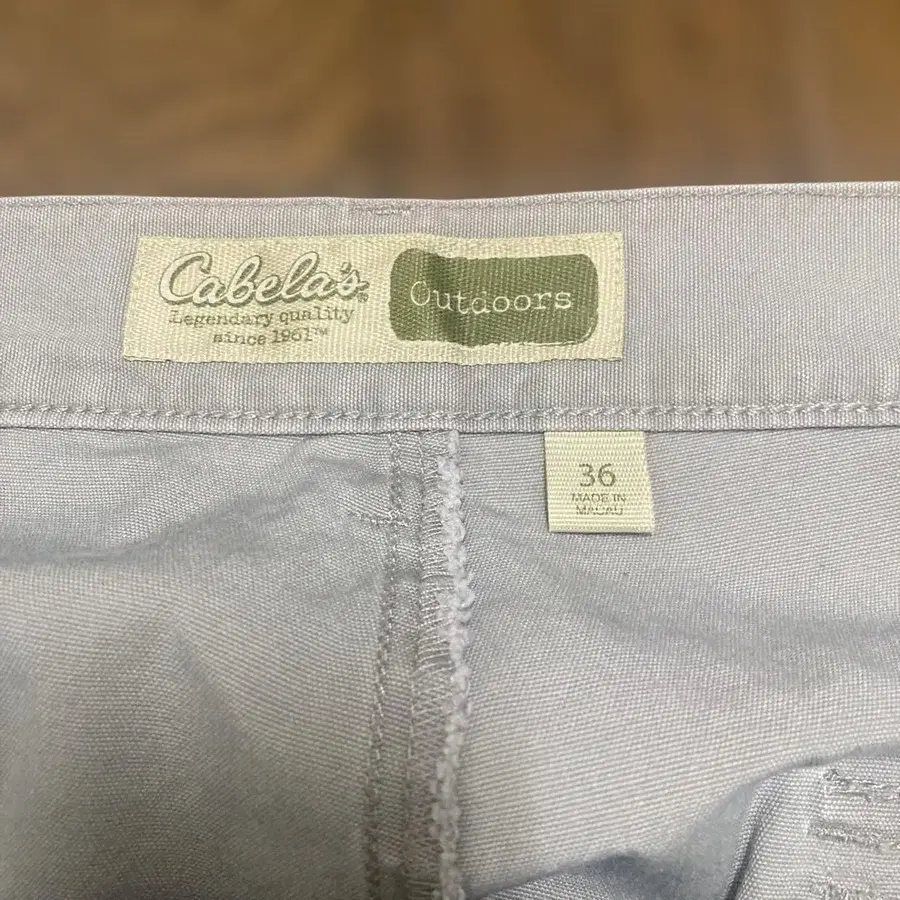 Cabela's®
Legendary quality
since 1961™
Outdoors
36
MADE IN
MACAU